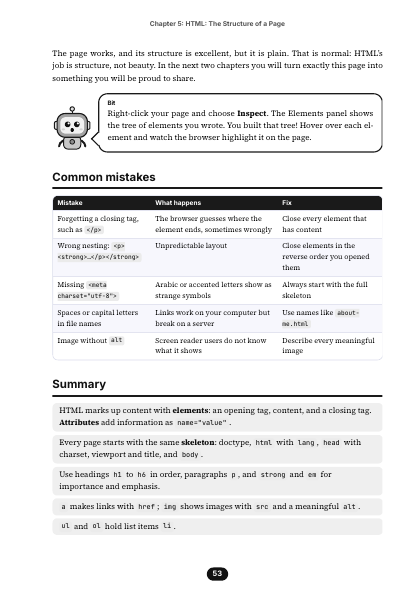 Chapter 5: HTML: The Structure of a Page
The page works, and its structure is excellent, but it is plain. That is normal: HTML's
job is structure, not beauty. In the next two chapters you will turn exactly this page into
something you will be proud to share.
Bit
Right-click your page and choose Inspect. The Elements panel shows
the tree of elements you wrote. You built that tree! Hover over each el-
ement and watch the browser highlight it on the page.
Common mistakes
Mistake What happens Fix
Forgetting a closing tag, The browser guesses where the Close every element that
such as </p> element ends, sometimes wrongly has content
Wrong nesting: <p> Unpredictable layout Close elements in the
<strong>…</p></strong> reverse order you opened
them
Missing <meta Arabic or accented letters show as Always start with the full
charset="utf-8"> strange symbols skeleton
Spaces or capital letters Links work on your computer but Use names like about-
in file names break on a server me.html
Image without alt Screen reader users do not know Describe every meaningful
what it shows image
Summary
HTML marks up content with elements: an opening tag, content, and a closing tag.
Attributes add information as name="value" .
Every page starts with the same skeleton: doctype, html with lang , head with
charset, viewport and title, and body .
Use headings h1 to h6 in order, paragraphs p , and strong and em for
importance and emphasis.
a makes links with href ; img shows images with src and a meaningful alt .
ul and ol hold list items li .
53